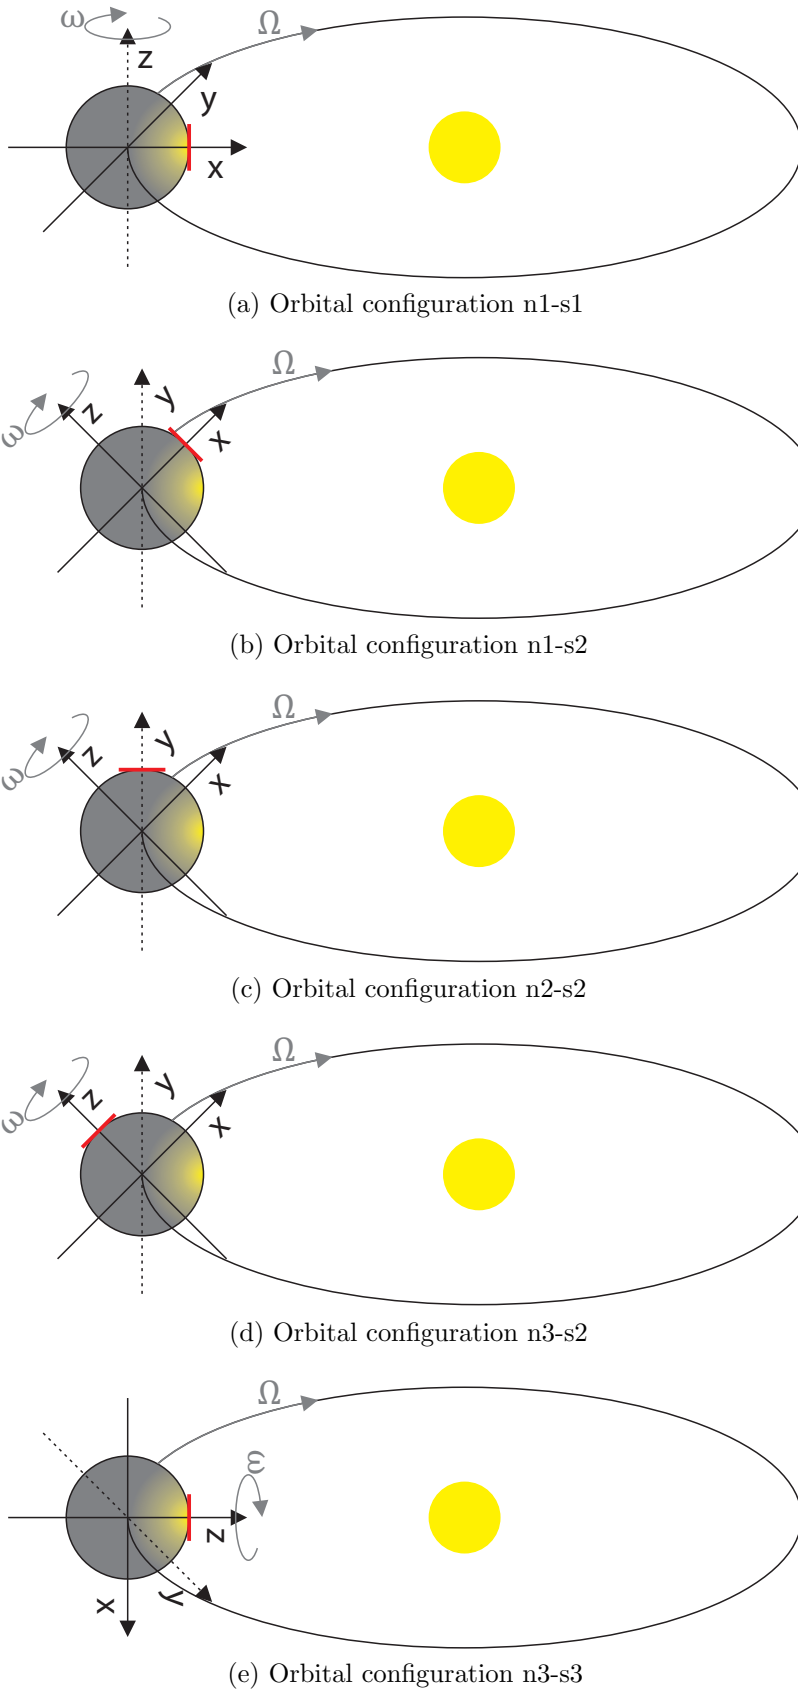 ω
Ω
z
y
x
(a) Orbital configuration n1-s1
Ω
y
z
x
ω
(b) Orbital configuration n1-s2
Ω
y
z
x
ω
(c) Orbital configuration n2-s2
Ω
y
z
x
ω
(d) Orbital configuration n3-s2
Ω
ω
z
y
x
(e) Orbital configuration n3-s3